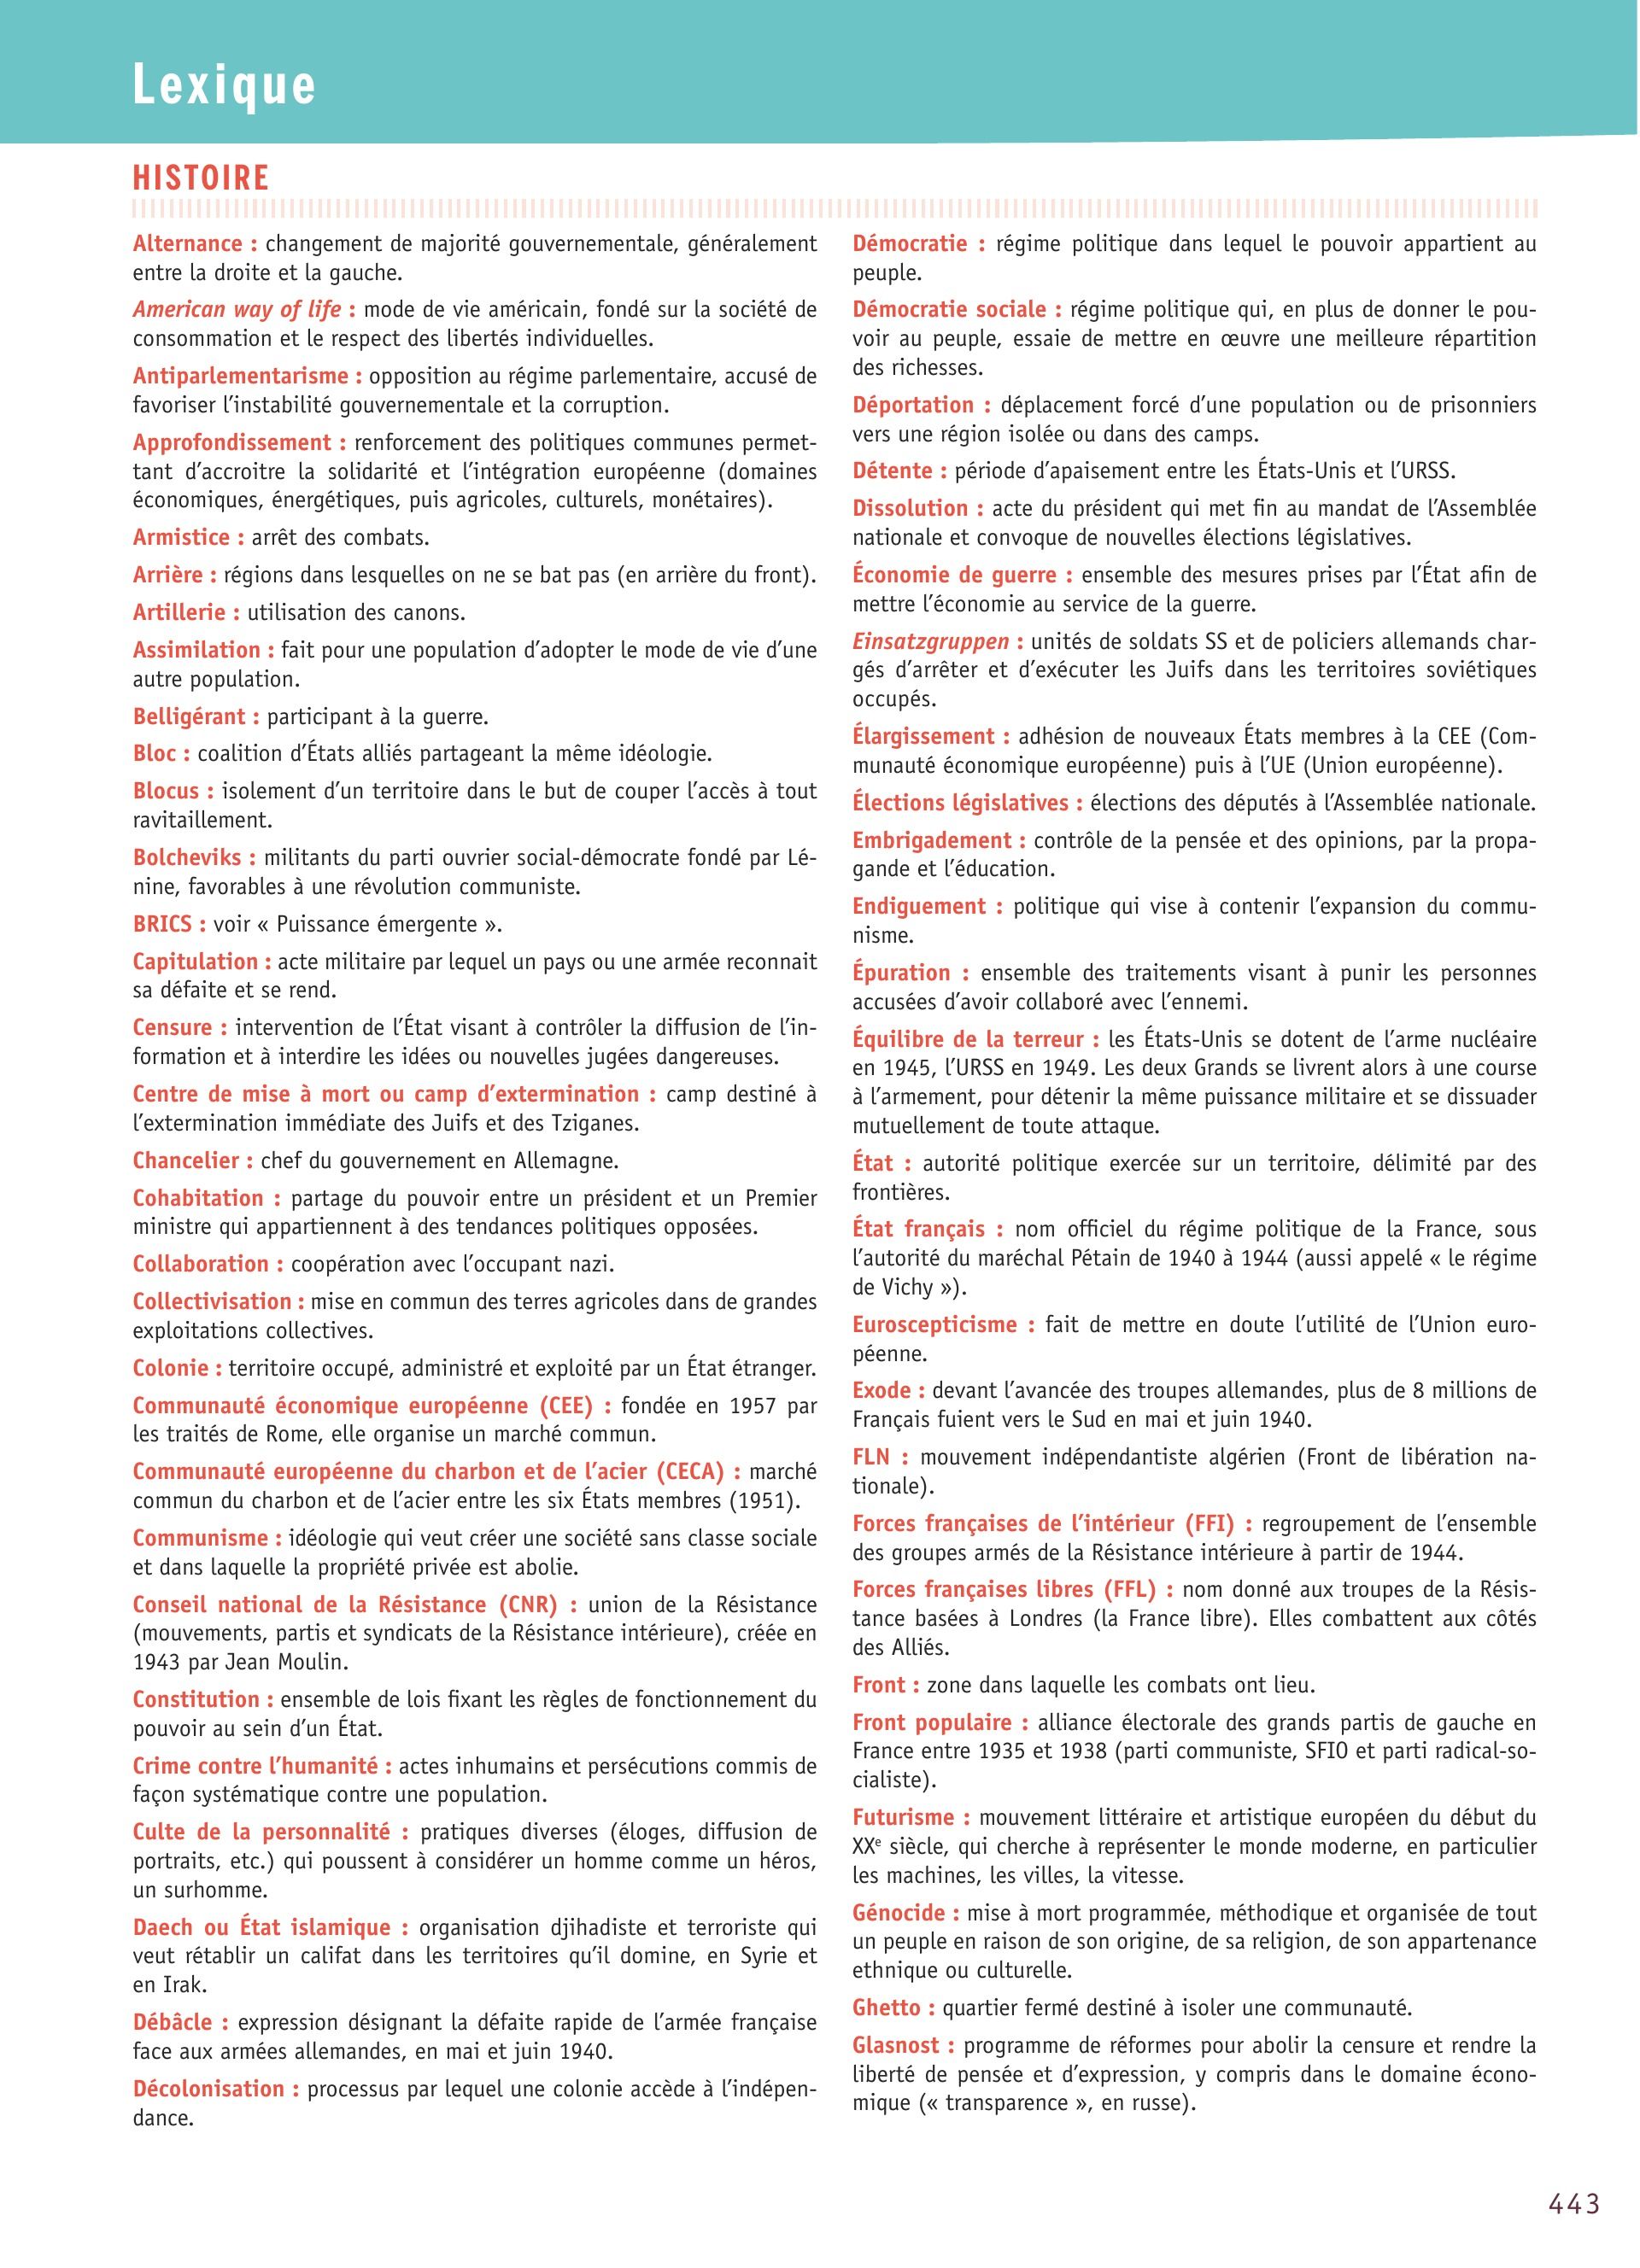 Lexique
HISTOIRE
Alternance : changement de majorité gouvernementale, généralement
entre la droite et la gauche.
American way of life : mode de vie américain, fondé sur la société de
consommation et le respect des libertés individuelles.
Antiparlementarisme : opposition au régime parlementaire, accusé de
favoriser l’instabilité gouvernementale et la corruption.
Approfondissement : renforcement des politiques communes permet-
tant d’accroitre la solidarité et l’intégration européenne (domaines
économiques, énergétiques, puis agricoles, culturels, monétaires).
Armistice : arrêt des combats.
Arrière : régions dans lesquelles on ne se bat pas (en arrière du front).
Artillerie : utilisation des canons.
Assimilation : fait pour une population d’adopter le mode de vie d’une
autre population.
Belligérant : participant à la guerre.
Bloc : coalition d’États alliés partageant la même idéologie.
Blocus : isolement d’un territoire dans le but de couper l’accès à tout
ravitaillement.
Bolcheviks : militants du parti ouvrier social-démocrate fondé par Lé-
nine, favorables à une révolution communiste.
BRICS : voir « Puissance émergente ».
Capitulation : acte militaire par lequel un pays ou une armée reconnait
sa défaite et se rend.
Censure : intervention de l’État visant à contrôler la diffusion de l’in-
formation et à interdire les idées ou nouvelles jugées dangereuses.
Centre de mise à mort ou camp d’extermination : camp destiné à
l’extermination immédiate des Juifs et des Tziganes.
Chancelier : chef du gouvernement en Allemagne.
Cohabitation : partage du pouvoir entre un président et un Premier
ministre qui appartiennent à des tendances politiques opposées.
Collaboration : coopération avec l’occupant nazi.
Collectivisation : mise en commun des terres agricoles dans de grandes
exploitations collectives.
Colonie : territoire occupé, administré et exploité par un État étranger.
Communauté économique européenne (CEE) : fondée en 1957 par
les traités de Rome, elle organise un marché commun.
Communauté européenne du charbon et de l’acier (CECA) : marché
commun du charbon et de l’acier entre les six États membres (1951).
Communisme : idéologie qui veut créer une société sans classe sociale
et dans laquelle la propriété privée est abolie.
Conseil national de la Résistance (CNR) : union de la Résistance
(mouvements, partis et syndicats de la Résistance intérieure), créée en
1943 par Jean Moulin.
Constitution : ensemble de lois fixant les règles de fonctionnement du
pouvoir au sein d’un État.
Crime contre l’humanité : actes inhumains et persécutions commis de
façon systématique contre une population.
Culte de la personnalité : pratiques diverses (éloges, diffusion de
portraits, etc.) qui poussent à considérer un homme comme un héros,
un surhomme.
Daech ou État islamique : organisation djihadiste et terroriste qui
veut rétablir un califat dans les territoires qu’il domine, en Syrie et
en Irak.
Débâcle : expression désignant la défaite rapide de l’armée française
face aux armées allemandes, en mai et juin 1940.
Décolonisation : processus par lequel une colonie accède à l’indépen-
dance.
Démocratie : régime politique dans lequel le pouvoir appartient au
peuple.
Démocratie sociale : régime politique qui, en plus de donner le pou-
voir au peuple, essaie de mettre en œuvre une meilleure répartition
des richesses.
Déportation : déplacement forcé d’une population ou de prisonniers
vers une région isolée ou dans des camps.
Détente : période d’apaisement entre les États-Unis et l’URSS.
Dissolution : acte du président qui met fin au mandat de l’Assemblée
nationale et convoque de nouvelles élections législatives.
Économie de guerre : ensemble des mesures prises par l’État afin de
mettre l’économie au service de la guerre.
Einsatzgruppen : unités de soldats SS et de policiers allemands char-
gés d’arrêter et d’exécuter les Juifs dans les territoires soviétiques
occupés.
Élargissement : adhésion de nouveaux États membres à la CEE (Com-
munauté économique européenne) puis à l’UE (Union européenne).
Élections législatives : élections des députés à l’Assemblée nationale.
Embrigadement : contrôle de la pensée et des opinions, par la propa-
gande et l’éducation.
Endiguement : politique qui vise à contenir l’expansion du commu-
nisme.
Épuration : ensemble des traitements visant à punir les personnes
accusées d’avoir collaboré avec l’ennemi.
Équilibre de la terreur : les États-Unis se dotent de l’arme nucléaire
en 1945, l’URSS en 1949. Les deux Grands se livrent alors à une course
à l’armement, pour détenir la même puissance militaire et se dissuader
mutuellement de toute attaque.
État : autorité politique exercée sur un territoire, délimité par des
frontières.
État français : nom officiel du régime politique de la France, sous
l’autorité du maréchal Pétain de 1940 à 1944 (aussi appelé « le régime
de Vichy »).
Euroscepticisme : fait de mettre en doute l’utilité de l’Union euro-
péenne.
Exode : devant l’avancée des troupes allemandes, plus de 8 millions de
Français fuient vers le Sud en mai et juin 1940.
FLN : mouvement indépendantiste algérien (Front de libération na-
tionale).
Forces françaises de l’intérieur (FFI) : regroupement de l’ensemble
des groupes armés de la Résistance intérieure à partir de 1944.
Forces françaises libres (FFL) : nom donné aux troupes de la Résis-
tance basées à Londres (la France libre). Elles combattent aux côtés
des Alliés.
Front : zone dans laquelle les combats ont lieu.
Front populaire : alliance électorale des grands partis de gauche en
France entre 1935 et 1938 (parti communiste, SFIO et parti radical-so-
cialiste).
Futurisme : mouvement littéraire et artistique européen du début du
XXe siècle, qui cherche à représenter le monde moderne, en particulier
les machines, les villes, la vitesse.
Génocide : mise à mort programmée, méthodique et organisée de tout
un peuple en raison de son origine, de sa religion, de son appartenance
ethnique ou culturelle.
Ghetto : quartier fermé destiné à isoler une communauté.
Glasnost : programme de réformes pour abolir la censure et rendre la
liberté de pensée et d’expression, y compris dans le domaine écono-
mique (« transparence », en russe).
443